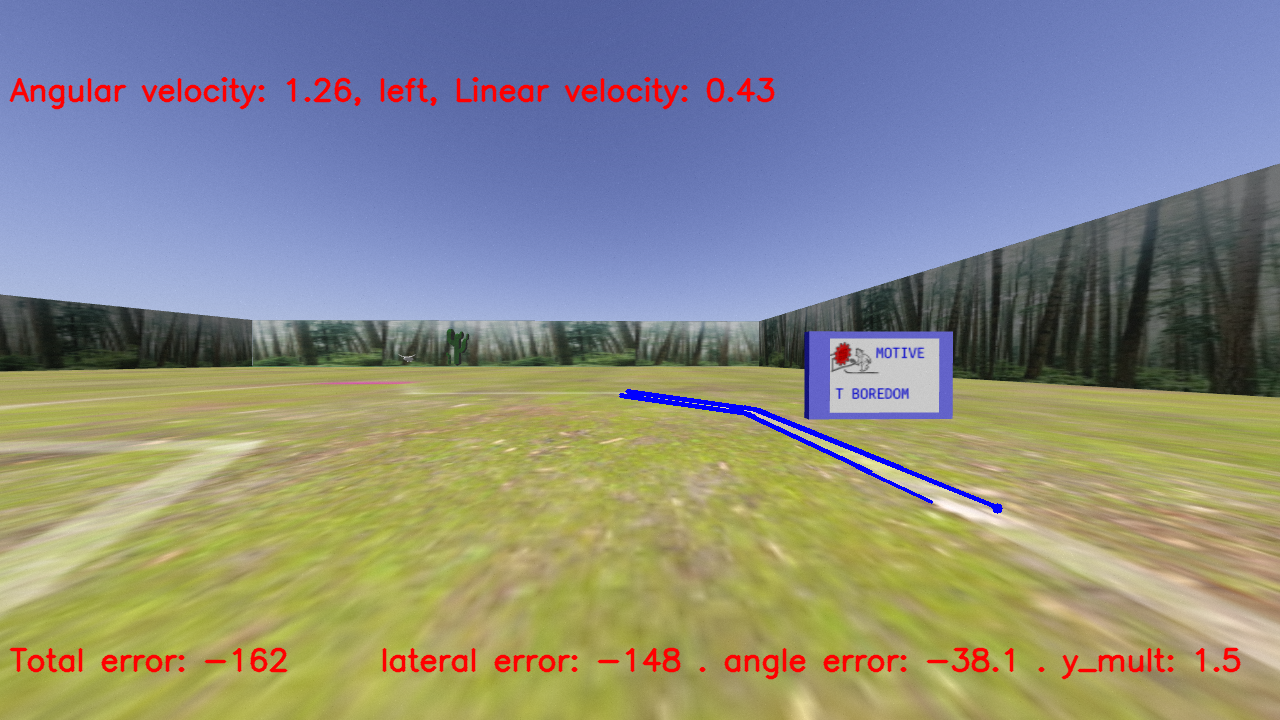 Angular velocity: 1.26, left, Linear velocity: 0.43
MOTIVE
T BOREDOM
Total error: -162 lateral error: -148 . angle error: -38.1 . y_mult: 1.5